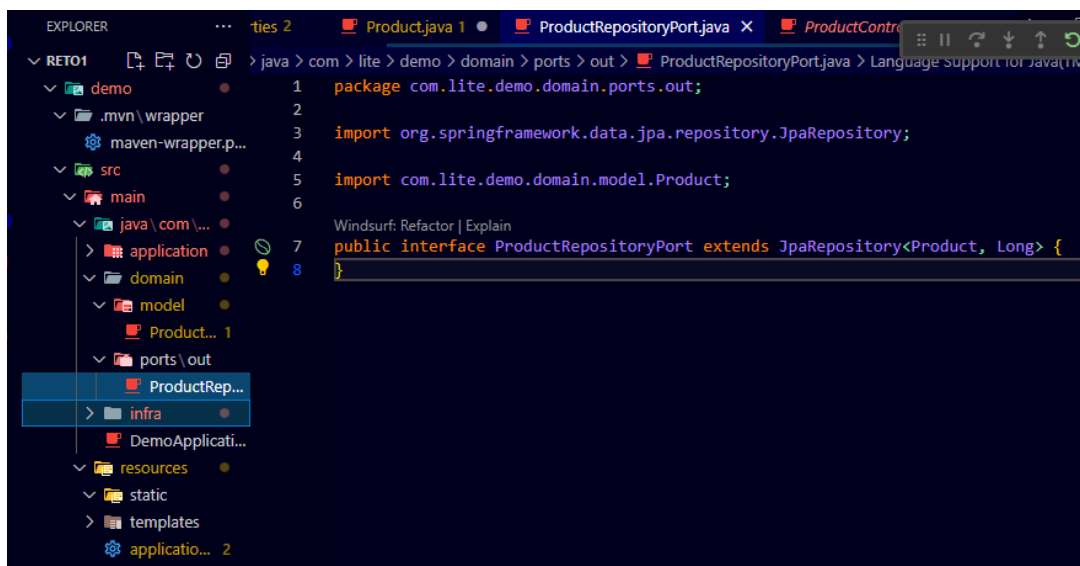 EXPLORER ··· rties 2 Product.java 1 ● ProductRepositoryPort.java × ProductContro
RETO1 > java > com > lite > demo > domain > ports > out > ProductRepositoryPort.java > Language Support for Java(TM
demo
.mvn\wrapper
maven-wrapper.p...
src
main
java\com\...
application
domain
model
Product... 1
ports\out
ProductRep...
infra
DemoApplicati...
resources
static
templates
applicatio... 2
1 package com.lite.demo.domain.ports.out;
2
3 import org.springframework.data.jpa.repository.JpaRepository;
4
5 import com.lite.demo.domain.model.Product;
6
Windsurf: Refactor | Explain
7 public interface ProductRepositoryPort extends JpaRepository<Product, Long> {
8 }